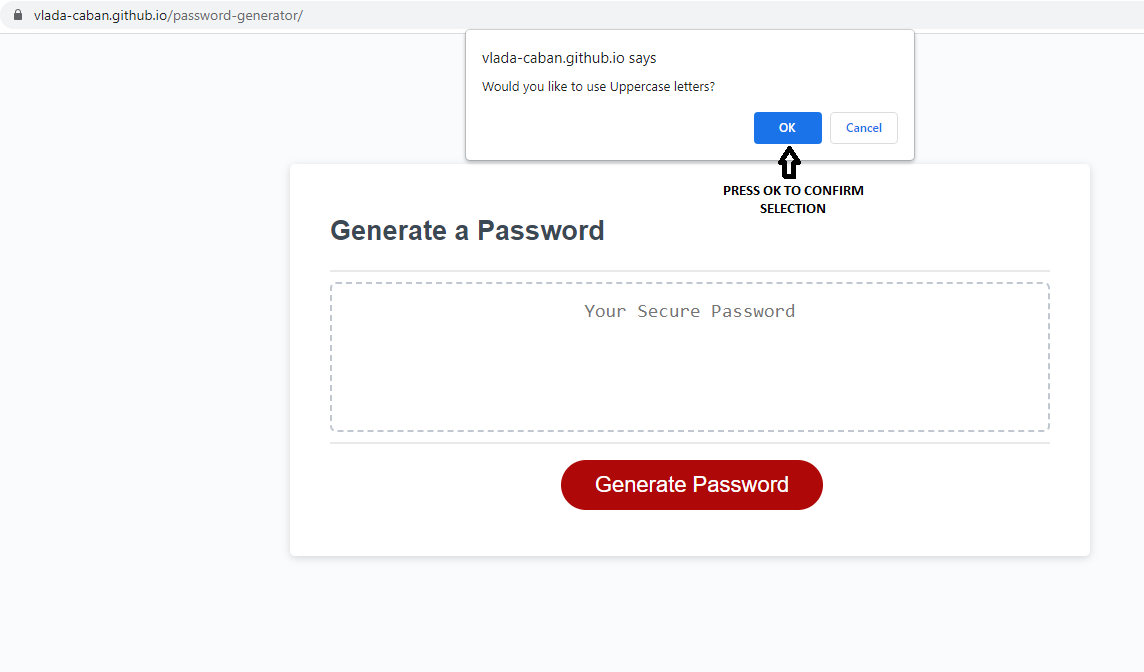 vlada-caban.github.io/password-generator/
vlada-caban.github.io says
Would you like to use Uppercase letters?
OK
Cancel
PRESS OK TO CONFIRM
SELECTION
Generate a Password
Your Secure Password
Generate Password